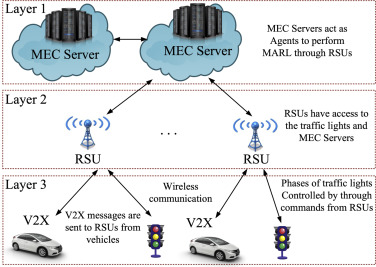 Layer 1
MEC Server
MEC Server
MEC Servers act as
Agents to perform
MARL through RSUs
Layer 2
RSU
. . .
RSU
RSUs have access to
the traffic lights and
MEC Servers
Layer 3
V2X
V2X messages are
sent to RSUs from
vehicles
Wireless
communication
V2X
Phases of traffic lights
Controlled by through
commands from RSUs